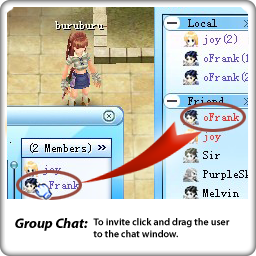 buruburu
Local
joy(2)
oFrank(
oFrank(
Friend
oFrank
joy
Sir
PurpleSk
Melvin
(2 Members) >>
joy
Frank
Group Chat: To invite click and drag the user
to the chat window.